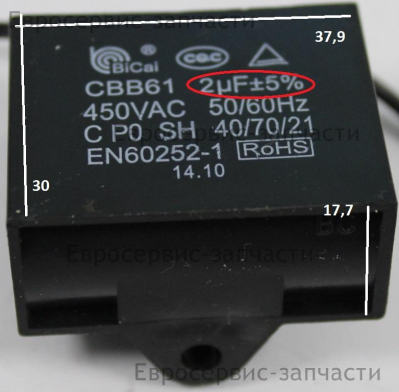 37,9
BiCai CQC
CBB61 2µF±5%
450VAC 50/60Hz
C P0 SH 40/70/21
EN60252-1 RoHS
14.10
30
17,7
Евросервис-запчасти
Евросервис-запчасти
Евросервис-запчасти